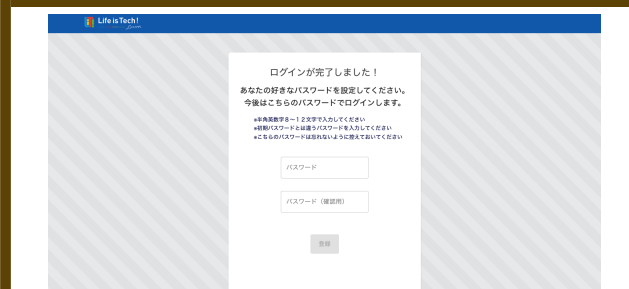 Life is Tech!
ログインが完了しました！
あなたの好きなパスワードを設定してください。
今後はこちらのパスワードでログインします。
※半角英数字８〜１２文字で入力してください
※初期パスワードとは違うパスワードを入力してください
※こちらのパスワードは忘れないように控えておいてください
パスワード
パスワード（確認用）
登録